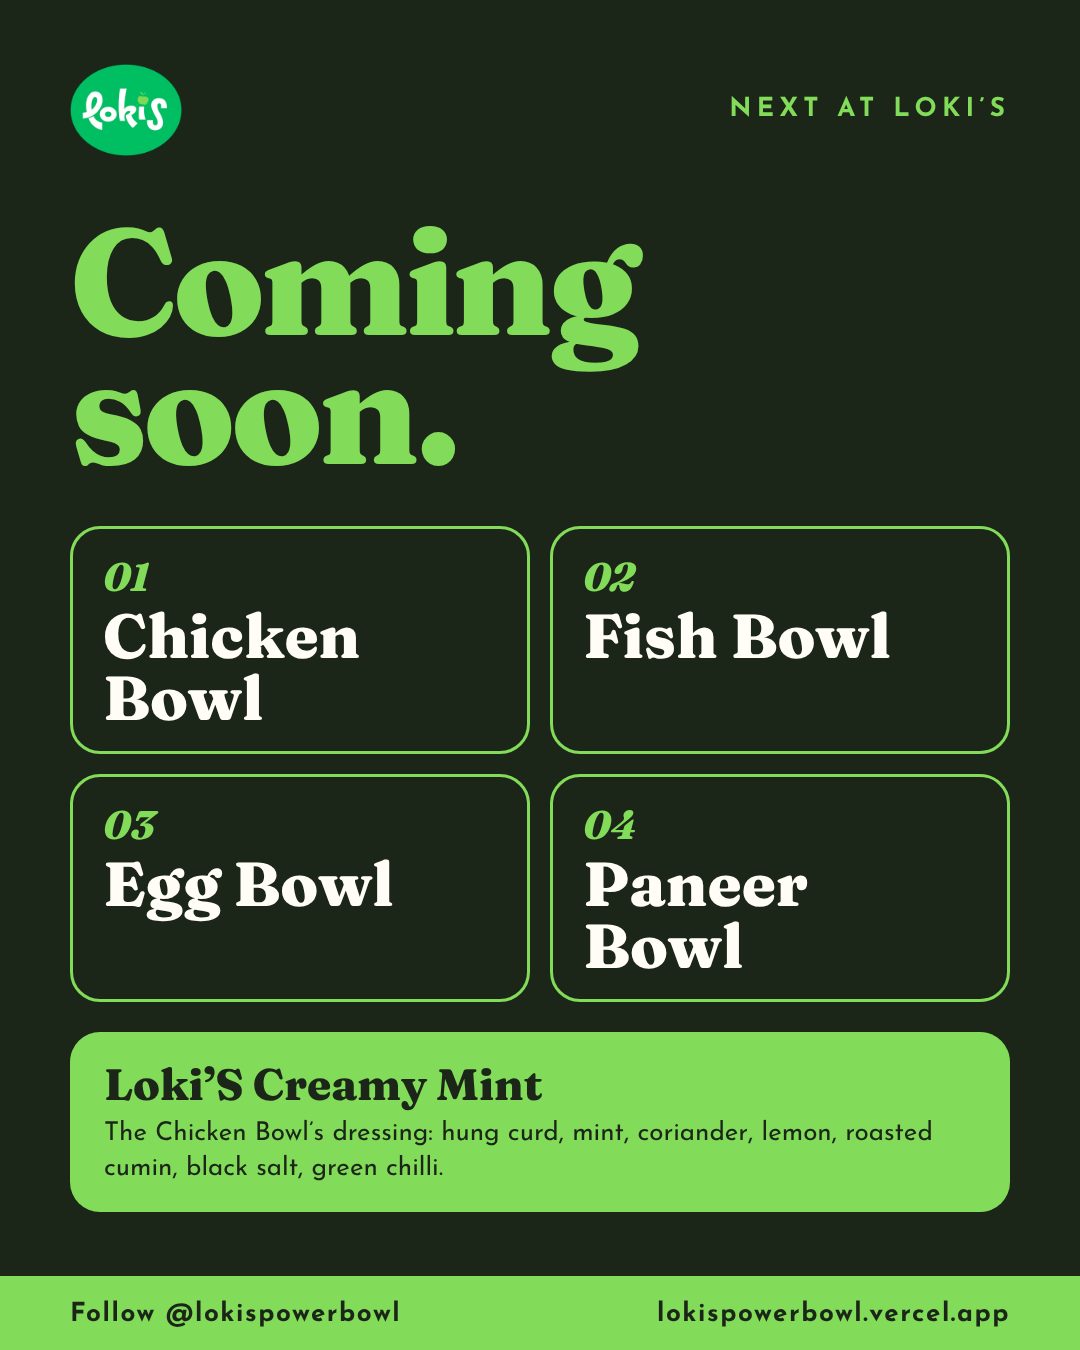 lokis
NEXT AT LOKI’S
Coming
soon.
01
Chicken
Bowl
02
Fish Bowl
03
Egg Bowl
04
Paneer
Bowl
Loki’S Creamy Mint
The Chicken Bowl’s dressing: hung curd, mint, coriander, lemon, roasted
cumin, black salt, green chilli.
Follow @lokispowerbowl
lokispowerbowl.vercel.app